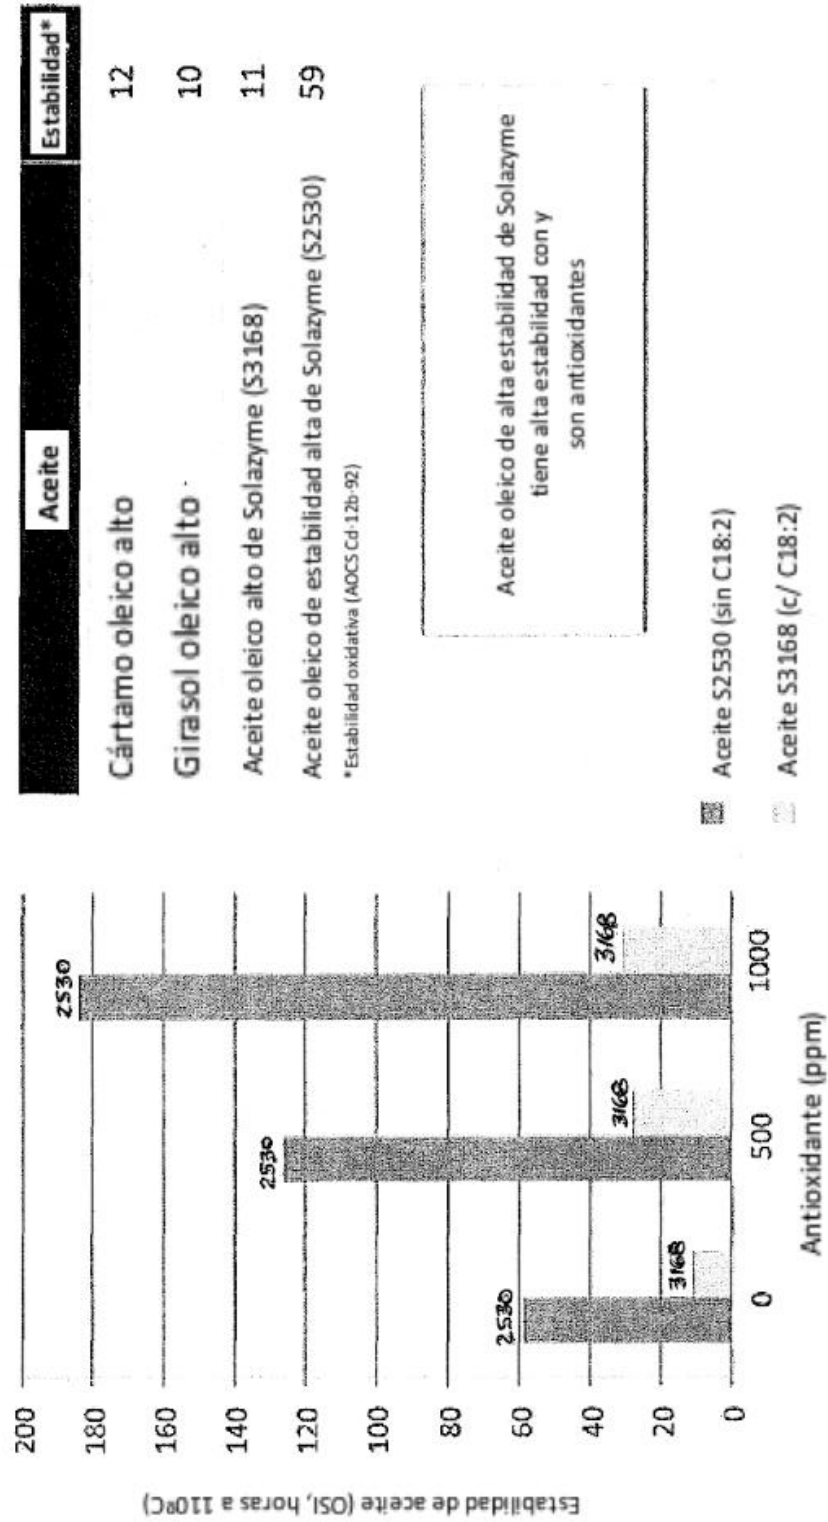 Estabilidad de aceite (OSI, horas a 110ºC)
200
180
160
140
120
100
80
60
40
20
0
2530
3168
2530
3168
2530
3168
0
500
1000
Antioxidante (ppm)
Aceite Estabilidad*
Cártamo oleico alto 12
Girasol oleico alto 10
Aceite oleico alto de Solazyme (S3168) 11
Aceite oleico de estabilidad alta de Solazyme (S2530) 59
*Estabilidad oxidativa (AOCS Cd-12b-92)
Aceite oleico de alta estabilidad de Solazyme
tiene alta estabilidad con y
son antioxidantes
Aceite S2530 (sin C18:2)
Aceite S3168 (c/ C18:2)